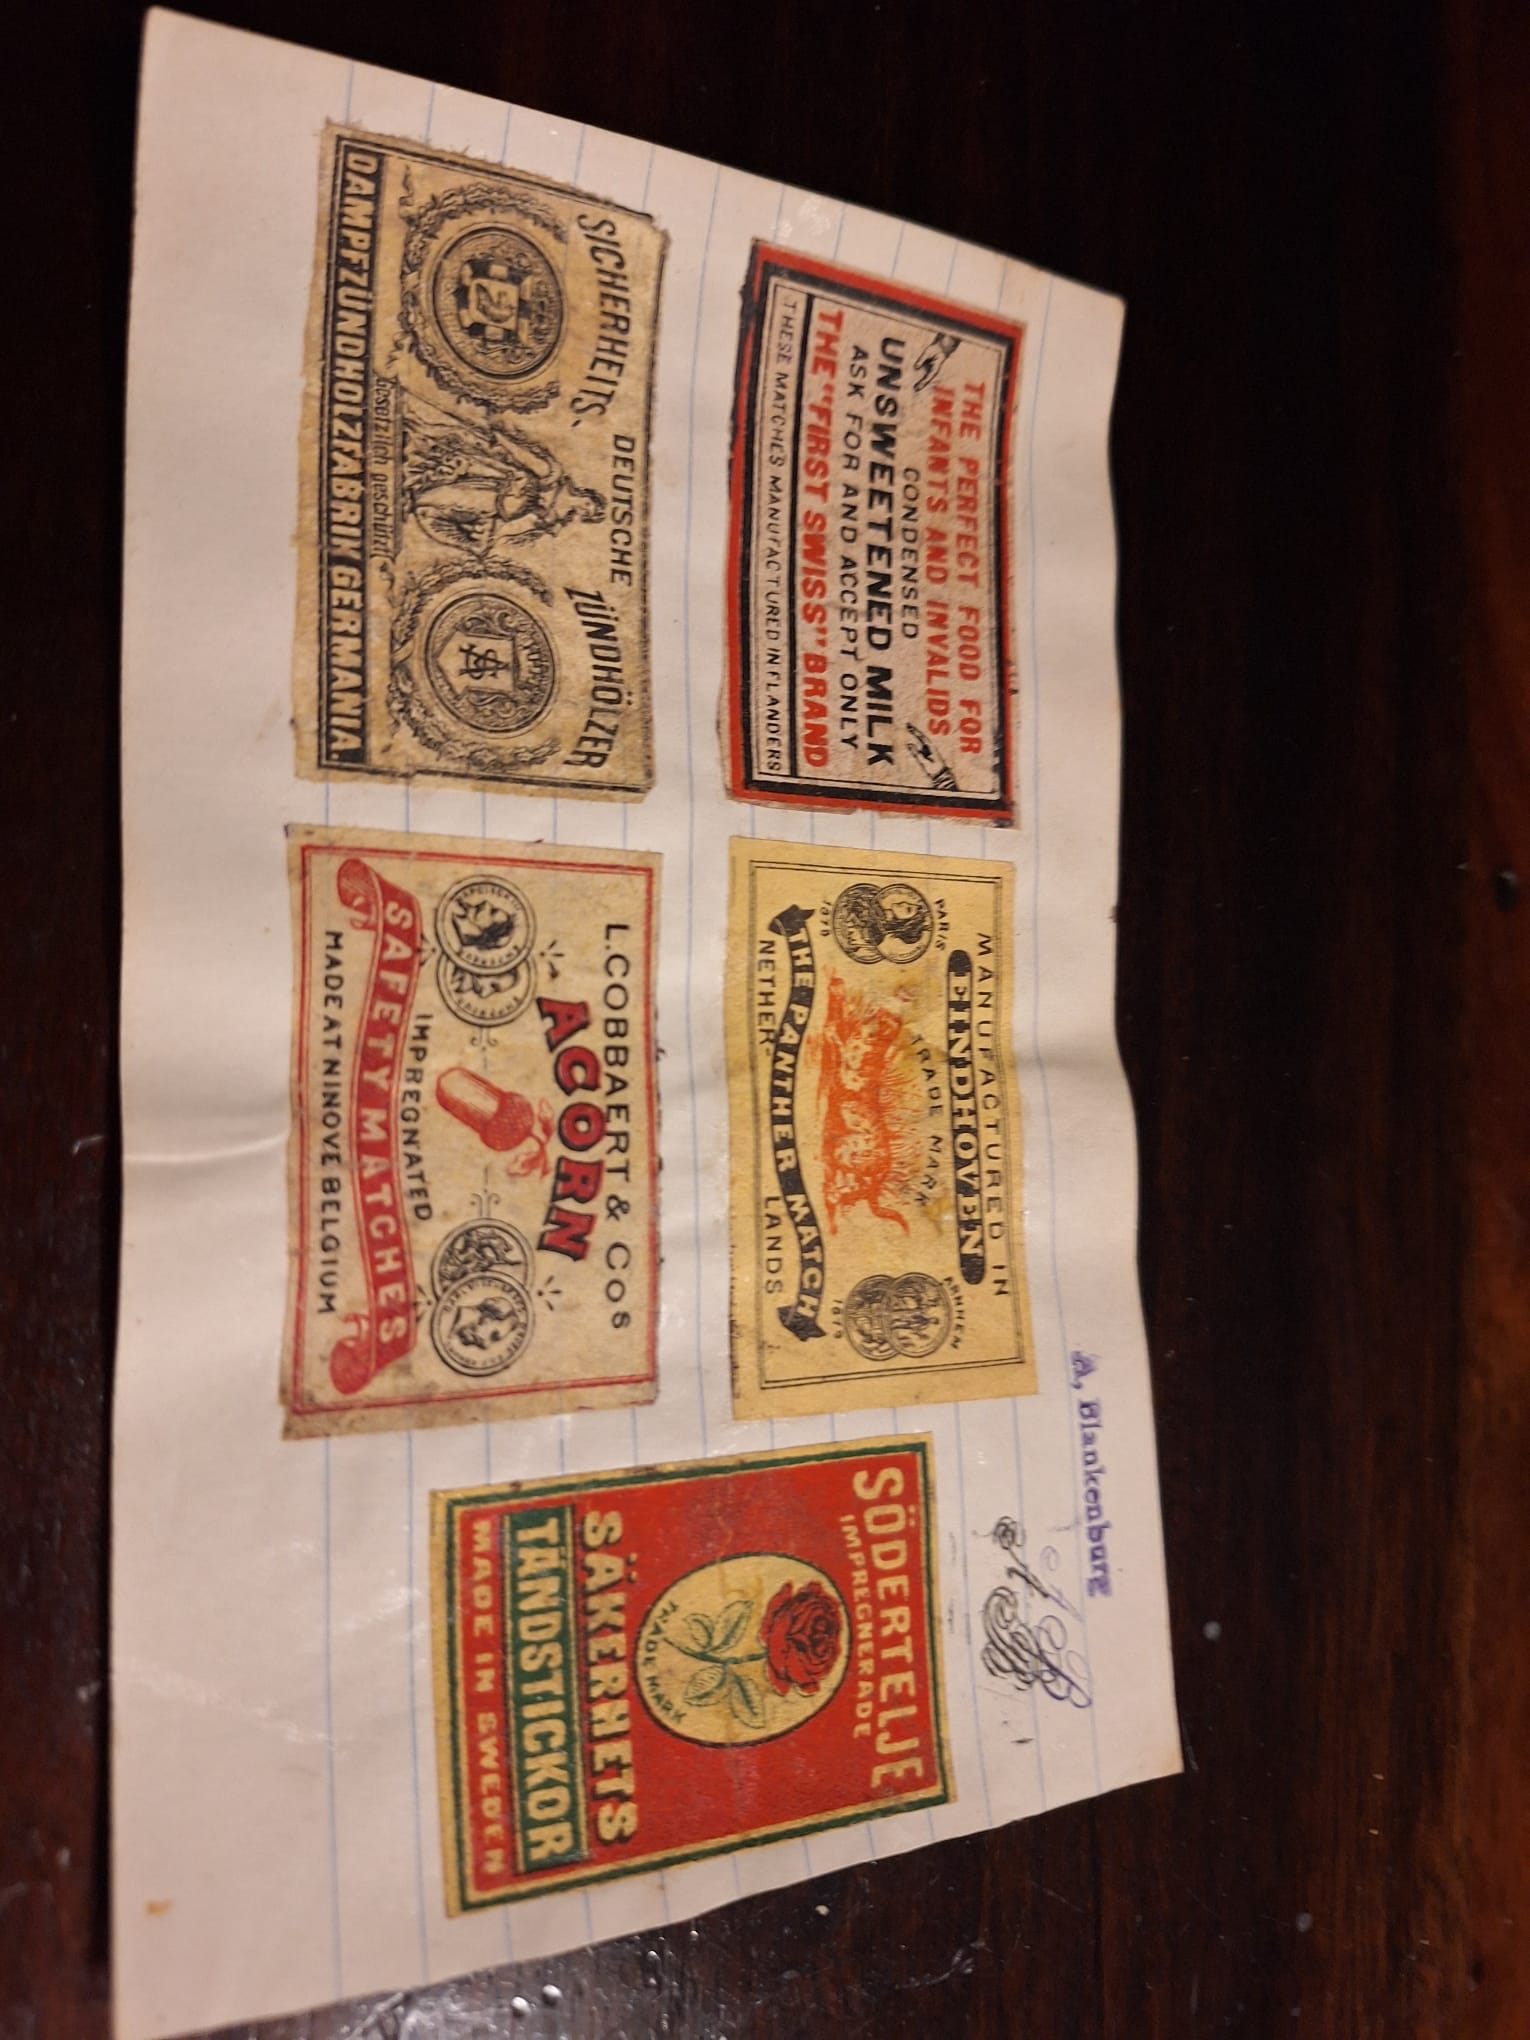 A. Blankenburg
AB
THE PERFECT FOOD FOR
INFANTS AND INVALIDS
CONDENSED
UNSWEETENED MILK
ASK FOR AND ACCEPT ONLY
THE "FIRST SWISS" BRAND
THESE MATCHES MANUFACTURED IN FLANDERS
MANUFACTURED IN
EINDHOVEN
PARIS
TRADE MARK
ARNHEM
1879
THE PANTHER MATCH
NETHER-LANDS
SÖDERTELJE
IMPREGNERADE
TRADE MARK
SÄKERHETS
TÄNDSTICKOR
MADE IN SWEDEN
SICHERHEITS-
DEUTSCHE
ZÜNDHÖLZER
Gesetzlich geschützt
DAMPFZÜNDHOLZFABRIK GERMANIA
L.COBBAERT & Cos
ACORN
IMPREGNATED
SAFETY MATCHES
MADE AT NINOVE BELGIUM